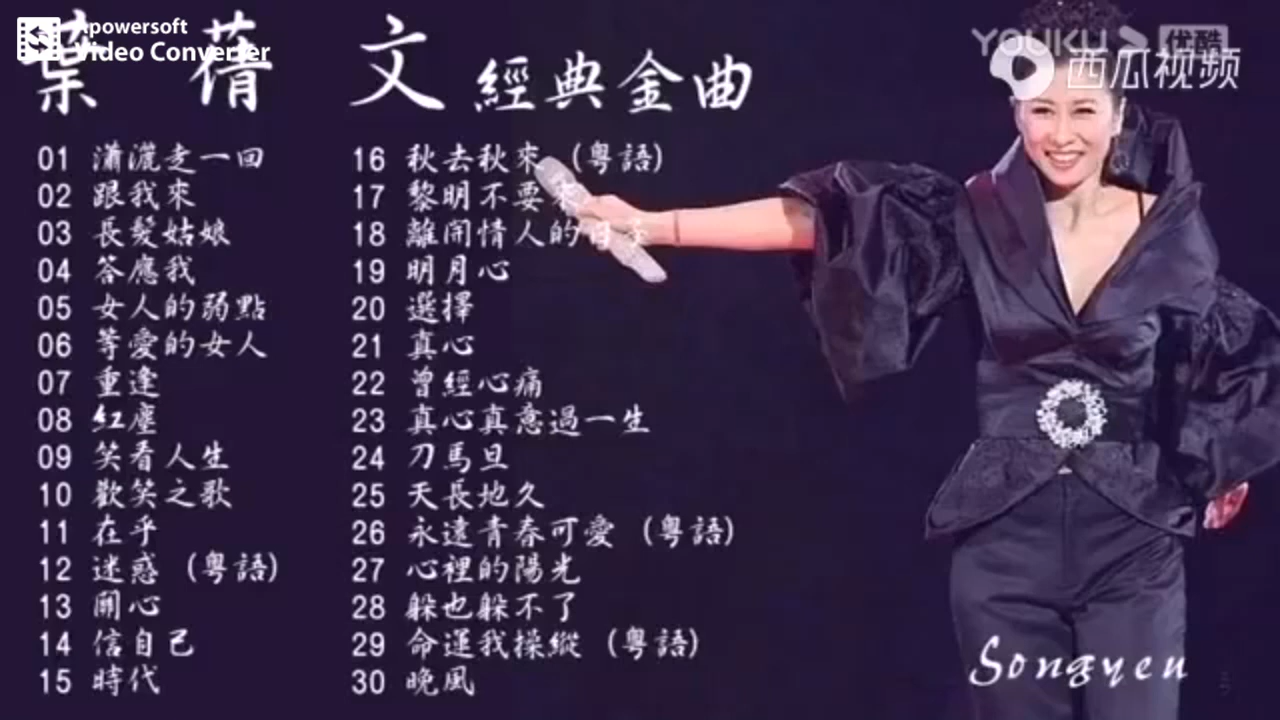 Apowersoft
Video Converter
YOUKU 优酷
西瓜视频
葉蒨文 經典金曲
01 瀟灑走一回
02 跟我來
03 長髮姑娘
04 答應我
05 女人的弱點
06 等愛的女人
07 重逢
08 紅塵
09 笑看人生
10 歡笑之歌
11 在乎
12 迷惑 (粵語)
13 關心
14 信自己
15 時代
16 秋去秋來 (粵語)
17 黎明不要來
18 離開情人的日子
19 明月心
20 選擇
21 真心
22 曾經心痛
23 真心真意過一生
24 刀馬旦
25 天長地久
26 永遠青春可愛 (粵語)
27 心裡的陽光
28 躲也躲不了
29 命運我操縱 (粵語)
30 晚風
Songyen